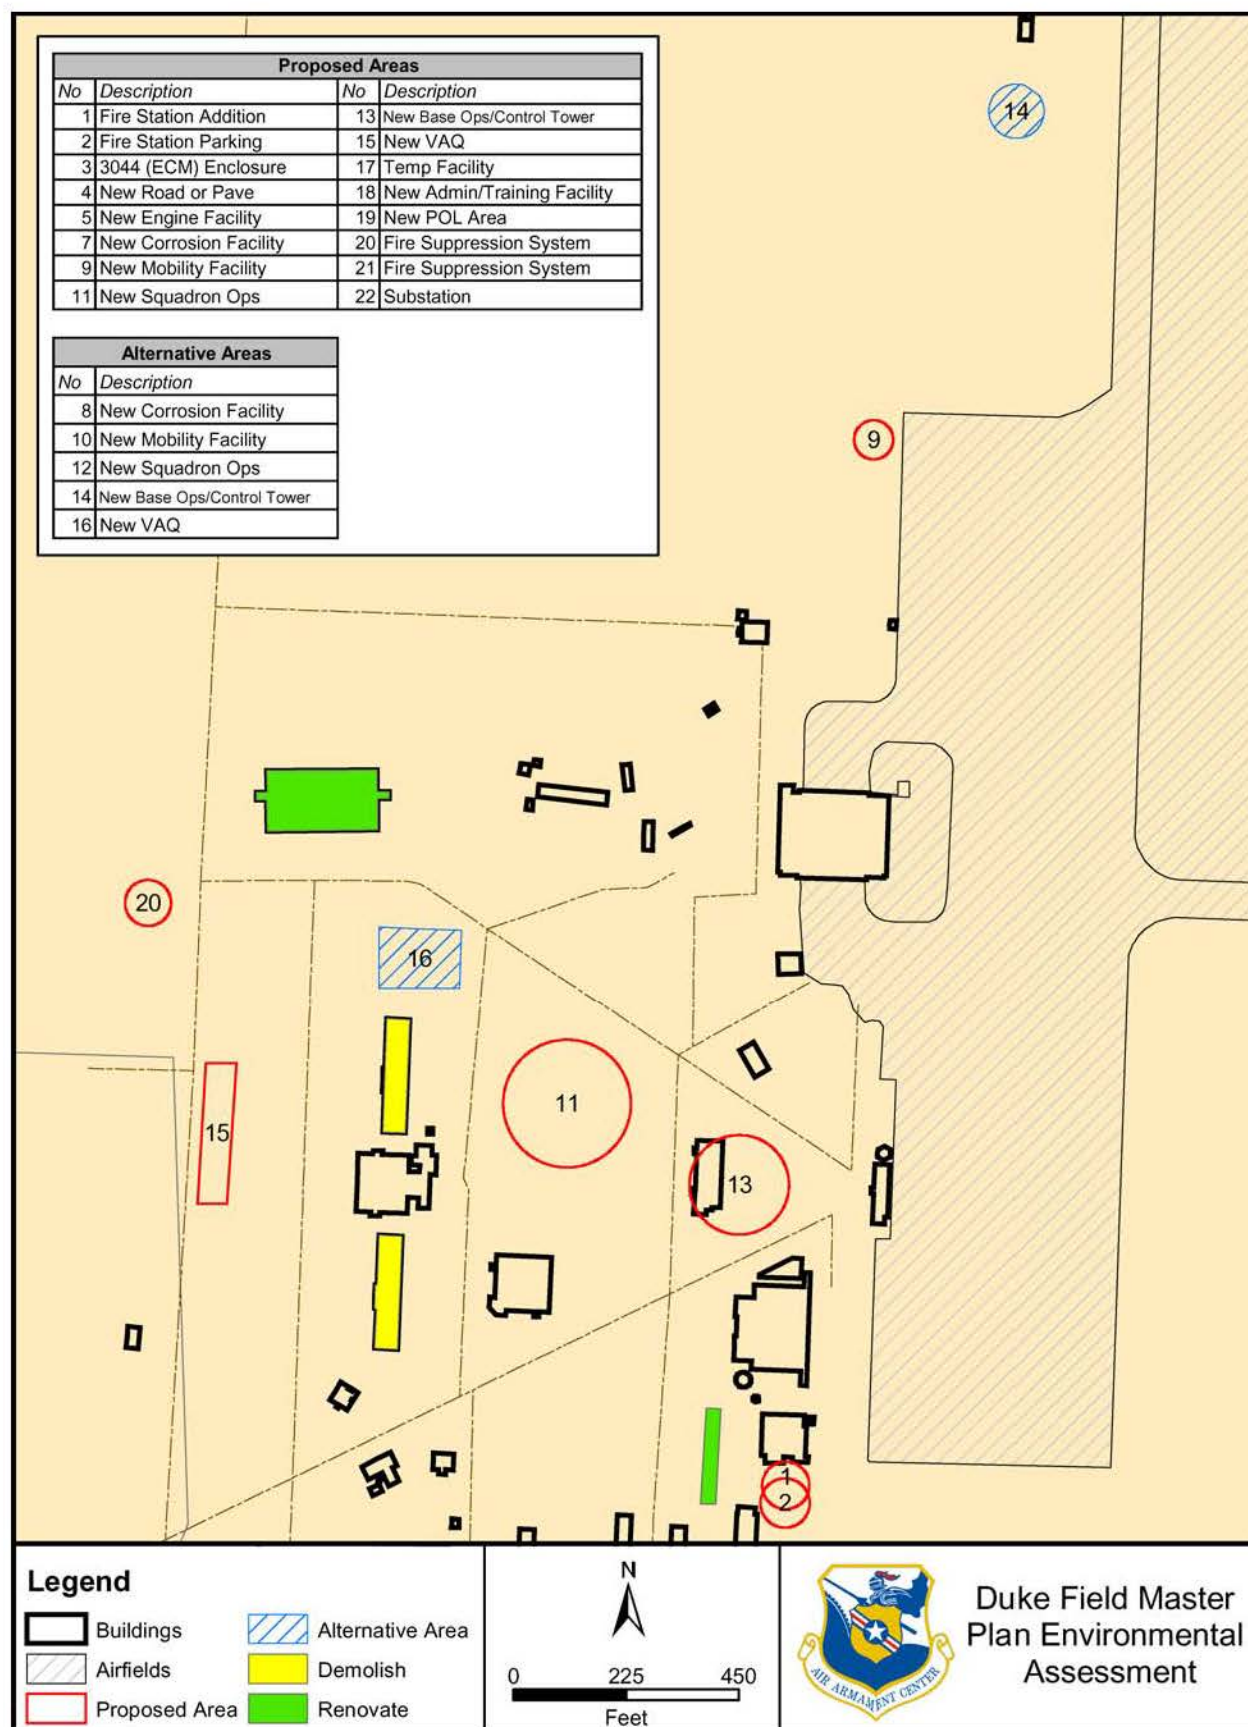 Proposed Areas
No Description No Description
1 Fire Station Addition 13 New Base Ops/Control Tower
2 Fire Station Parking 15 New VAQ
3 3044 (ECM) Enclosure 17 Temp Facility
4 New Road or Pave 18 New Admin/Training Facility
5 New Engine Facility 19 New POL Area
7 New Corrosion Facility 20 Fire Suppression System
9 New Mobility Facility 21 Fire Suppression System
11 New Squadron Ops 22 Substation
Alternative Areas
No Description
8 New Corrosion Facility
10 New Mobility Facility
12 New Squadron Ops
14 New Base Ops/Control Tower
16 New VAQ
14
9
20
16
11
15
13
1
2
Legend
Buildings
Airfields
Proposed Area
Alternative Area
Demolish
Renovate
N
0 225 450
Feet
AIR ARMAMENT CENTER
Duke Field Master
Plan Environmental
Assessment